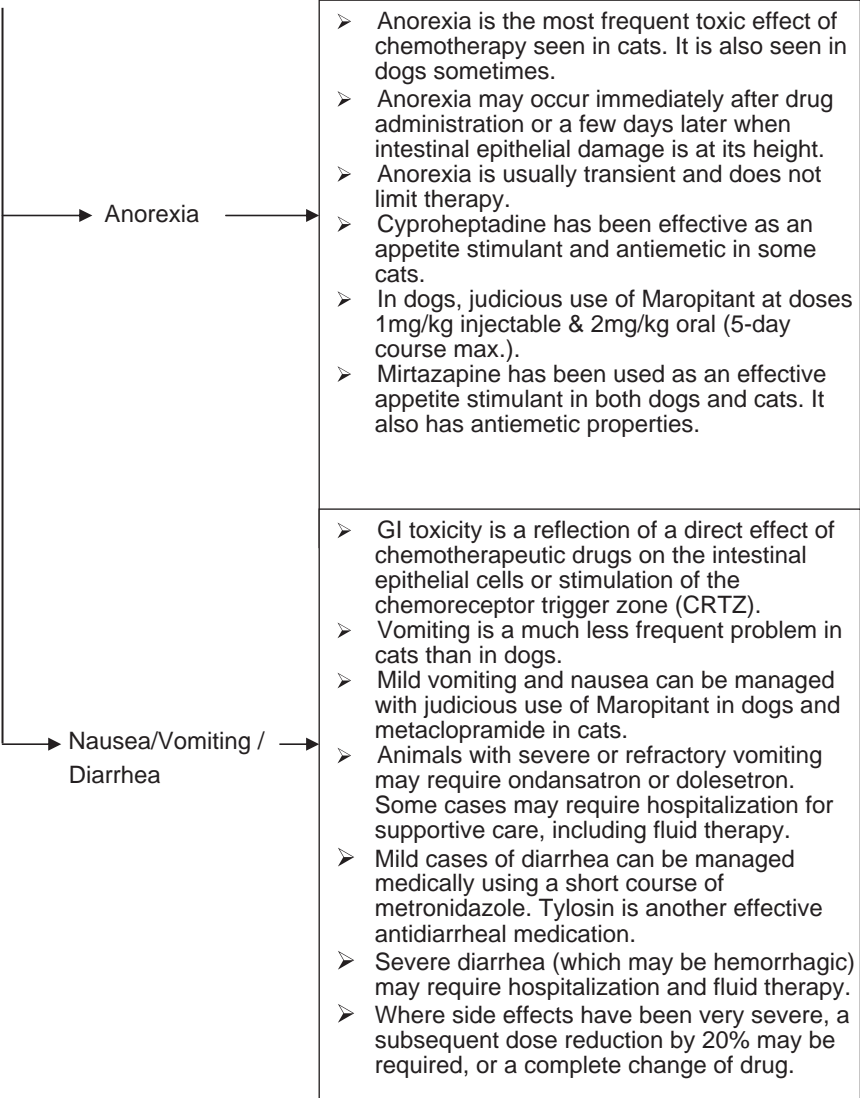 Anorexia
➢ Anorexia is the most frequent toxic effect of
chemotherapy seen in cats. It is also seen in
dogs sometimes.
➢ Anorexia may occur immediately after drug
administration or a few days later when
intestinal epithelial damage is at its height.
➢ Anorexia is usually transient and does not
limit therapy.
➢ Cyproheptadine has been effective as an
appetite stimulant and antiemetic in some
cats.
➢ In dogs, judicious use of Maropitant at doses
1mg/kg injectable & 2mg/kg oral (5-day
course max.).
➢ Mirtazapine has been used as an effective
appetite stimulant in both dogs and cats. It
also has antiemetic properties.
Nausea/Vomiting /
Diarrhea
➢ GI toxicity is a reflection of a direct effect of
chemotherapeutic drugs on the intestinal
epithelial cells or stimulation of the
chemoreceptor trigger zone (CRTZ).
➢ Vomiting is a much less frequent problem in
cats than in dogs.
➢ Mild vomiting and nausea can be managed
with judicious use of Maropitant in dogs and
metaclopramide in cats.
➢ Animals with severe or refractory vomiting
may require ondansatron or dolesetron.
Some cases may require hospitalization for
supportive care, including fluid therapy.
➢ Mild cases of diarrhea can be managed
medically using a short course of
metronidazole. Tylosin is another effective
antidiarrheal medication.
➢ Severe diarrhea (which may be hemorrhagic)
may require hospitalization and fluid therapy.
➢ Where side effects have been very severe, a
subsequent dose reduction by 20% may be
required, or a complete change of drug.